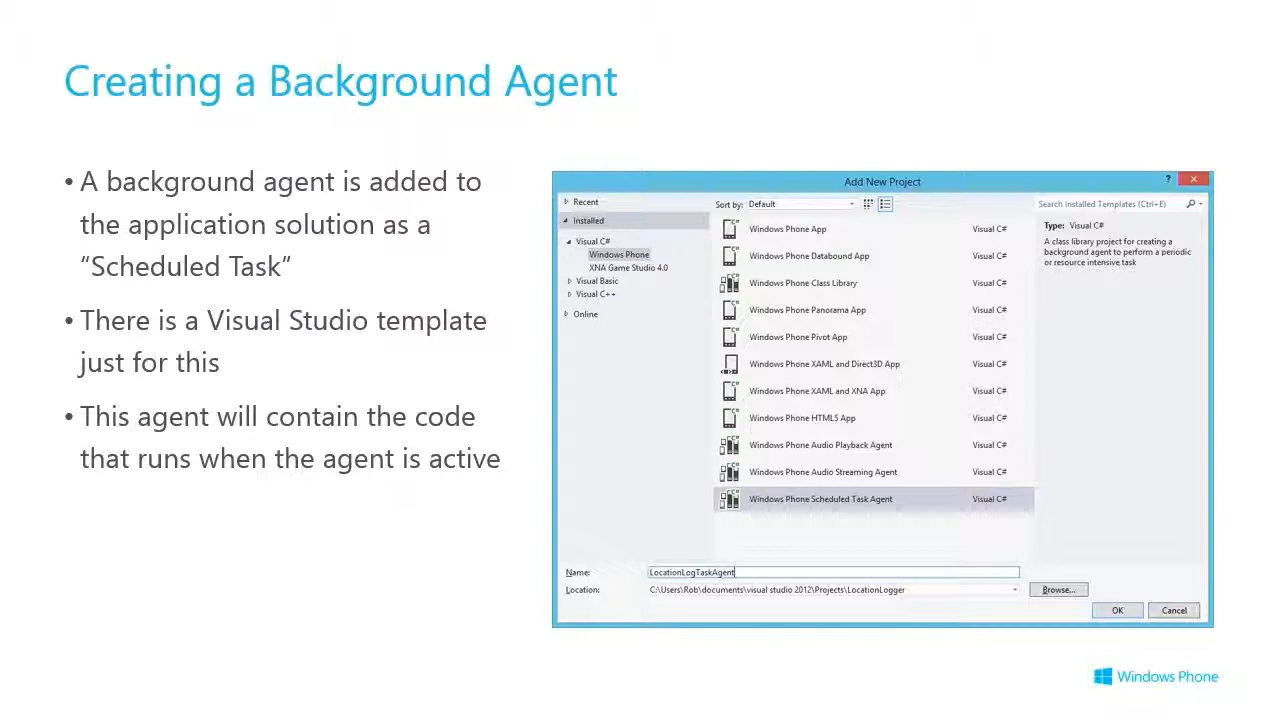 Creating a Background Agent
• A background agent is added to
the application solution as a
“Scheduled Task”
• There is a Visual Studio template
just for this
• This agent will contain the code
that runs when the agent is active
Add New Project
?
Recent
Installed
Visual C#
Windows Phone
XNA Game Studio 4.0
Visual Basic
Visual C++
Online
Sort by: Default
Windows Phone App Visual C#
Windows Phone Databound App Visual C#
Windows Phone Class Library Visual C#
Windows Phone Panorama App Visual C#
Windows Phone Pivot App Visual C#
Windows Phone XAML and Direct3D App Visual C#
Windows Phone XAML and XNA App Visual C#
Windows Phone HTML5 App Visual C#
Windows Phone Audio Playback Agent Visual C#
Windows Phone Audio Streaming Agent Visual C#
Windows Phone Scheduled Task Agent Visual C#
Search Installed Templates (Ctrl+E)
Type: Visual C#
A class library project for creating a
background agent to perform a periodic
or resource intensive task
Name: LocationLogTaskAgent
Location: C:\Users\Rob\documents\visual studio 2012\Projects\LocationLogger
Browse...
OK Cancel
Windows Phone